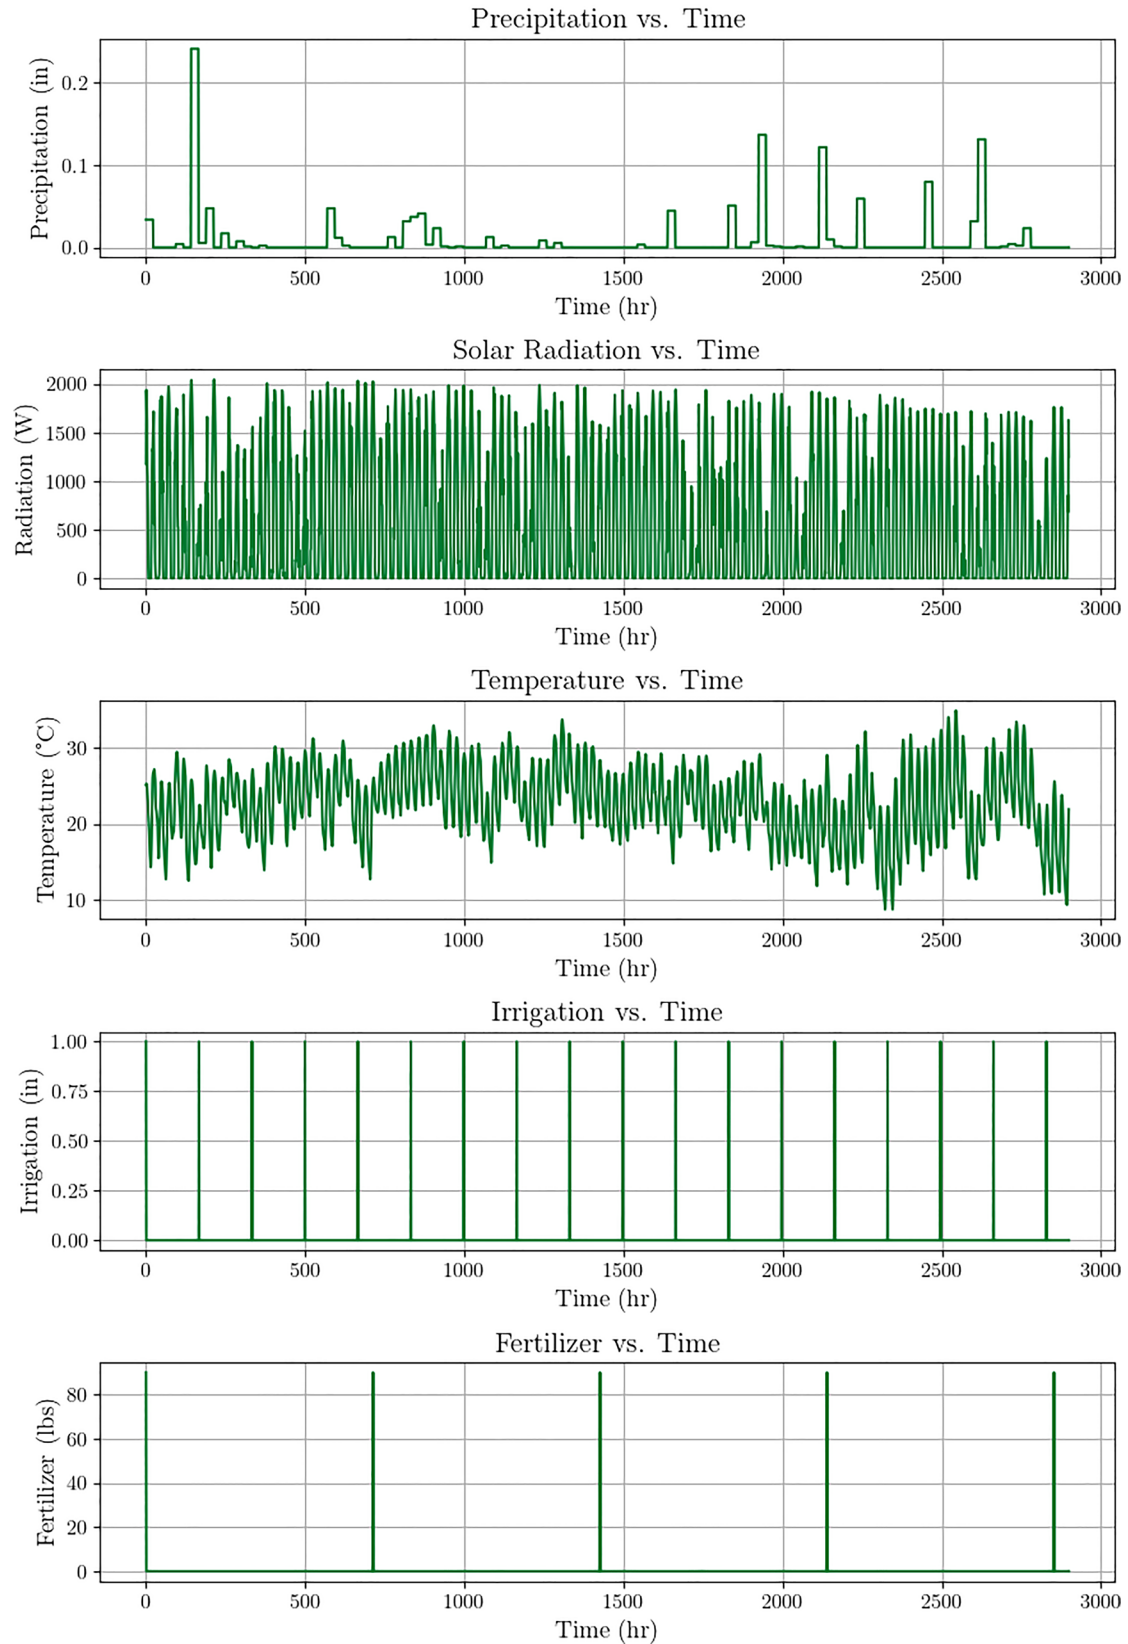 Precipitation vs. Time
Precipitation (in)
0.2
0.1
0.0
0 500 1000 1500 2000 2500 3000
Time (hr)
Solar Radiation vs. Time
Radiation (W)
2000
1500
1000
500
0
0 500 1000 1500 2000 2500 3000
Time (hr)
Temperature vs. Time
Temperature (°C)
30
20
10
0 500 1000 1500 2000 2500 3000
Time (hr)
Irrigation vs. Time
Irrigation (in)
1.00
0.75
0.50
0.25
0.00
0 500 1000 1500 2000 2500 3000
Time (hr)
Fertilizer vs. Time
Fertilizer (lbs)
80
60
40
20
0
0 500 1000 1500 2000 2500 3000
Time (hr)